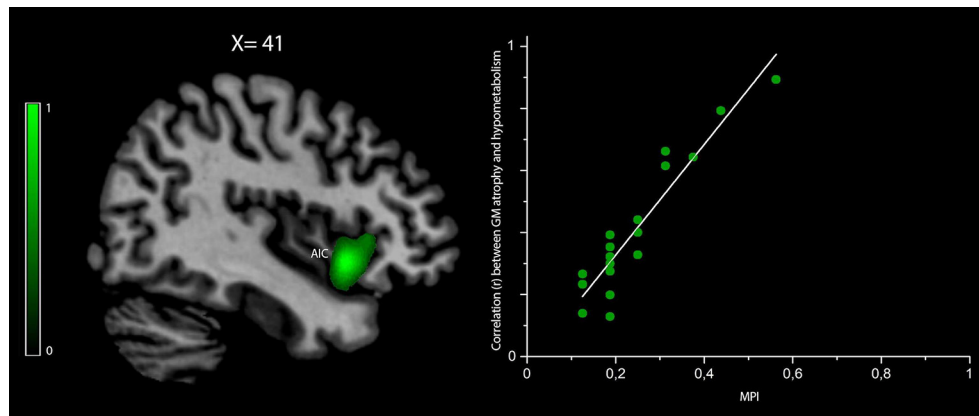 X= 41
1
0
AIC
Correlation (r) between GM atrophy and hypometabolism
1
0
0
0,2
0,4
0,6
0,8
1
MPI